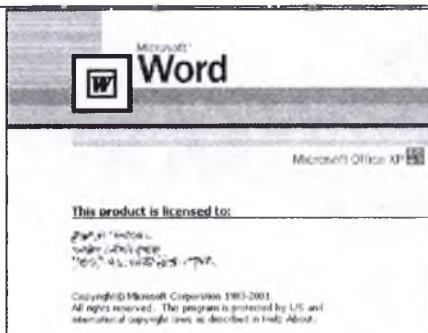 Microsoft
Word
W
Microsoft Office XP
This product is licensed to:
Copyright© Microsoft Corporation 1983-2001.
All rights reserved. This program is protected by US and
international copyright laws as described in Help About.